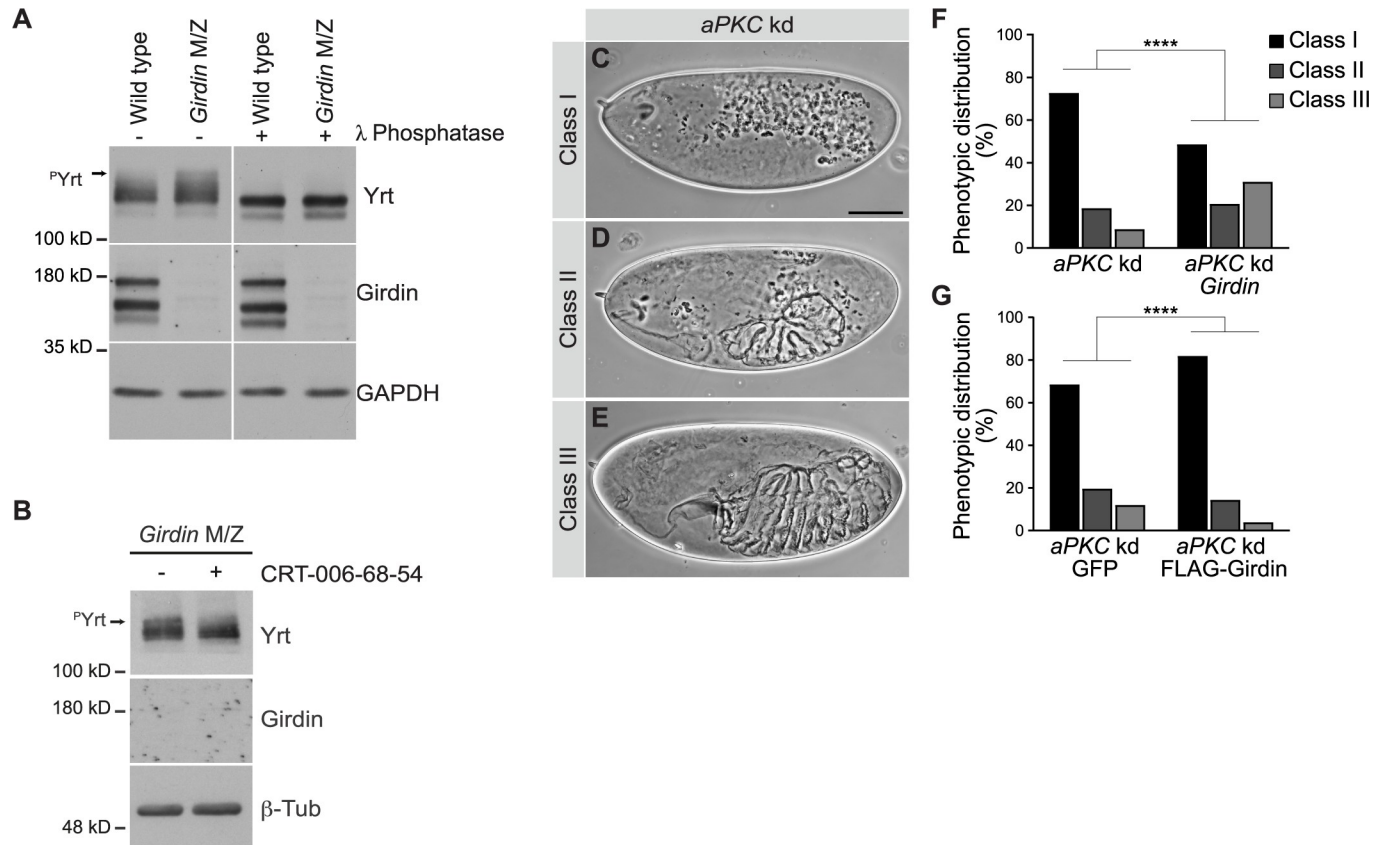 A
Wild type
Girdin M/Z
Wild type
Girdin M/Z
- - + + λ Phosphatase
PYrt
Yrt
100 kD
180 kD
Girdin
35 kD
GAPDH
B
Girdin M/Z
- + CRT-006-68-54
PYrt
Yrt
100 kD
180 kD
Girdin
β-Tub
48 kD
aPKC kd
Class I
C
Class II
D
Class III
E
F
Phenotypic distribution
(%)
100
80
60
40
20
0
****
Class I
Class II
Class III
aPKC kd
aPKC kd
Girdin
G
Phenotypic distribution
(%)
100
80
60
40
20
0
****
aPKC kd
GFP
aPKC kd
FLAG-Girdin